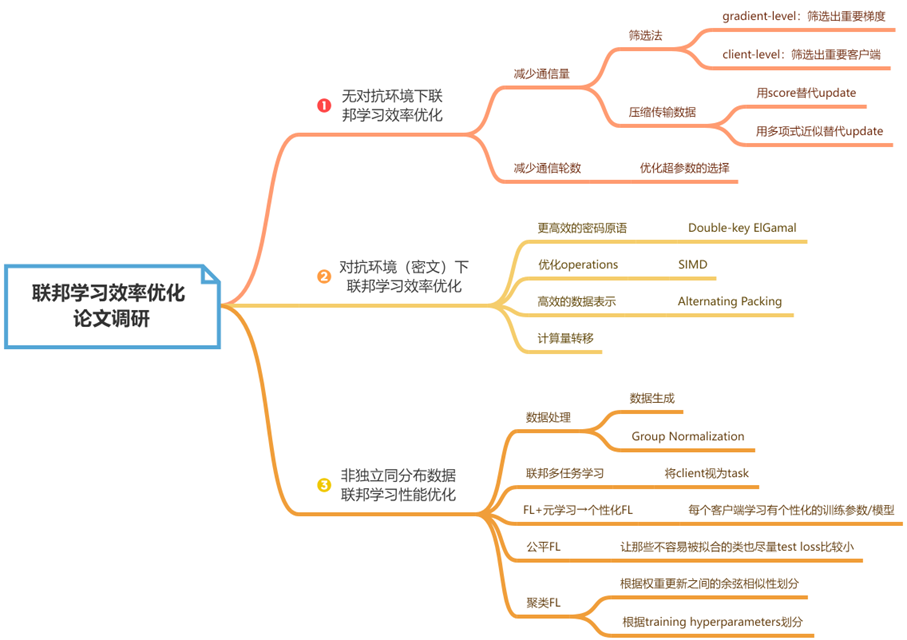 联邦学习效率优化
论文调研
1
无对抗环境下联
邦学习效率优化
减少通信量
筛选法
gradient-level：筛选出重要梯度
client-level：筛选出重要客户端
压缩传输数据
用score替代update
用多项式近似替代update
减少通信轮数
优化超参数的选择
2
对抗环境（密文）下
联邦学习效率优化
更高效的密码原语
Double-key ElGamal
优化operations
SIMD
高效的数据表示
Alternating Packing
计算量转移
3
非独立同分布数据
联邦学习性能优化
数据处理
数据生成
Group Normalization
联邦多任务学习
将client视为task
FL+元学习→个性化FL
每个客户端学习有个性化的训练参数/模型
公平FL
让那些不容易被拟合的类也尽量test loss比较小
聚类FL
根据权重更新之间的余弦相似性划分
根据training hyperparameters划分